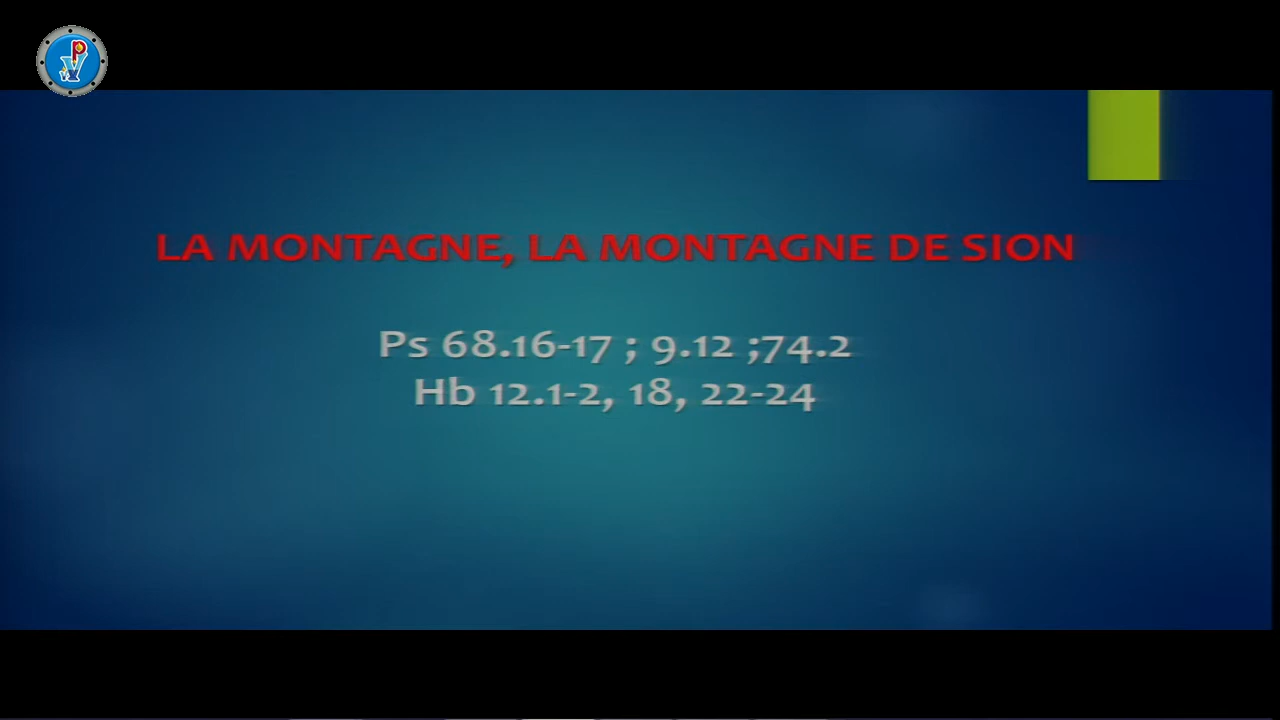 LA MONTAGNE, LA MONTAGNE DE SION
Ps 68.16-17 ; 9.12 ;74.2
Hb 12.1-2, 18, 22-24